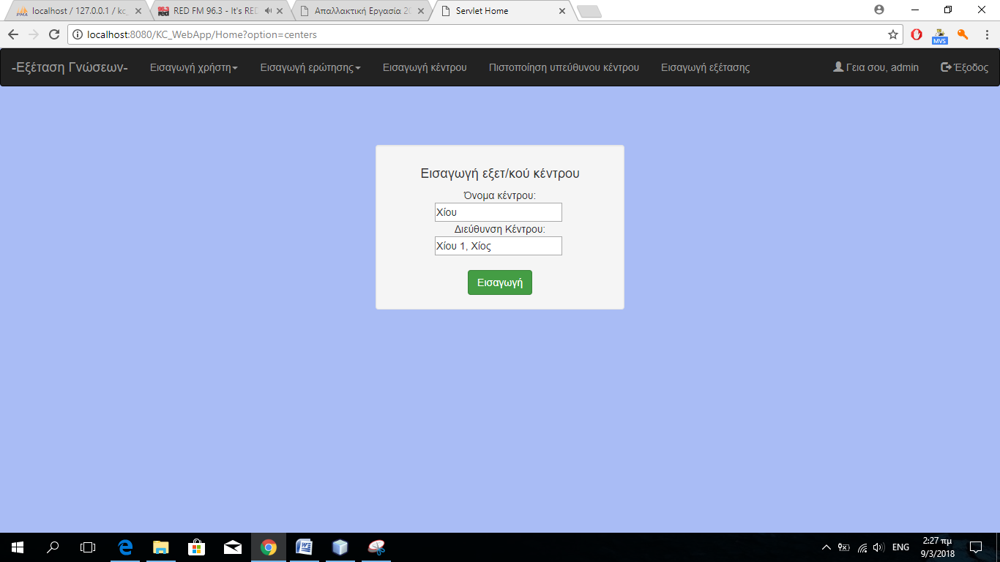 localhost / 127.0.0.1 / kc_
RED FM 96.3 - It's RED
Απαλλακτική Εργασία 20
Servlet Home
localhost:8080/KC_WebApp/Home?option=centers
MVS
-Εξέταση Γνώσεων-
Εισαγωγή χρήστη
Εισαγωγή ερώτησης
Εισαγωγή κέντρου
Πιστοποίηση υπεύθυνου κέντρου
Εισαγωγή εξέτασης
Γεια σου, admin
Έξοδος
Εισαγωγή εξετ/κού κέντρου
Όνομα κέντρου:
Χίου
Διεύθυνση Κέντρου:
Χίου 1, Χίος
Εισαγωγή
ENG
2:27 πμ
9/3/2018